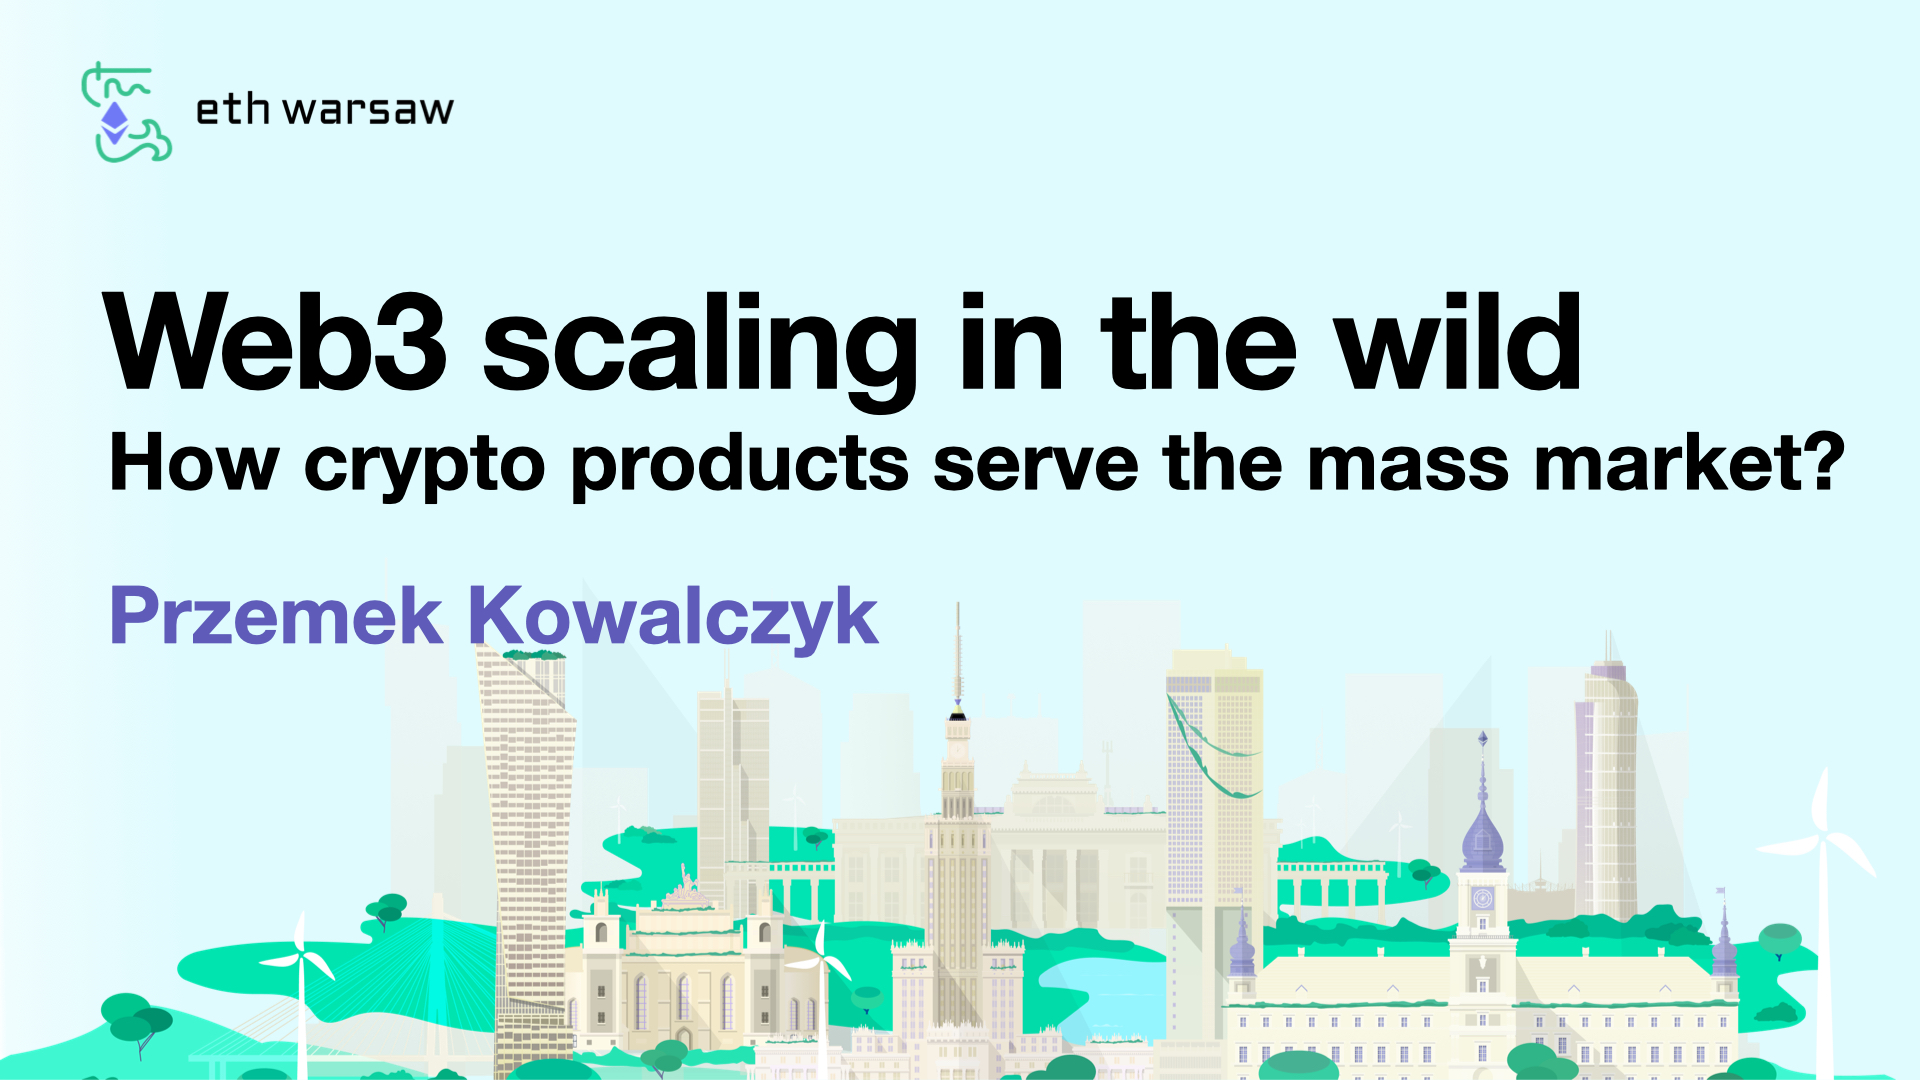 eth warsaw
Web3 scaling in the wild
How crypto products serve the mass market?
Przemek Kowalczyk